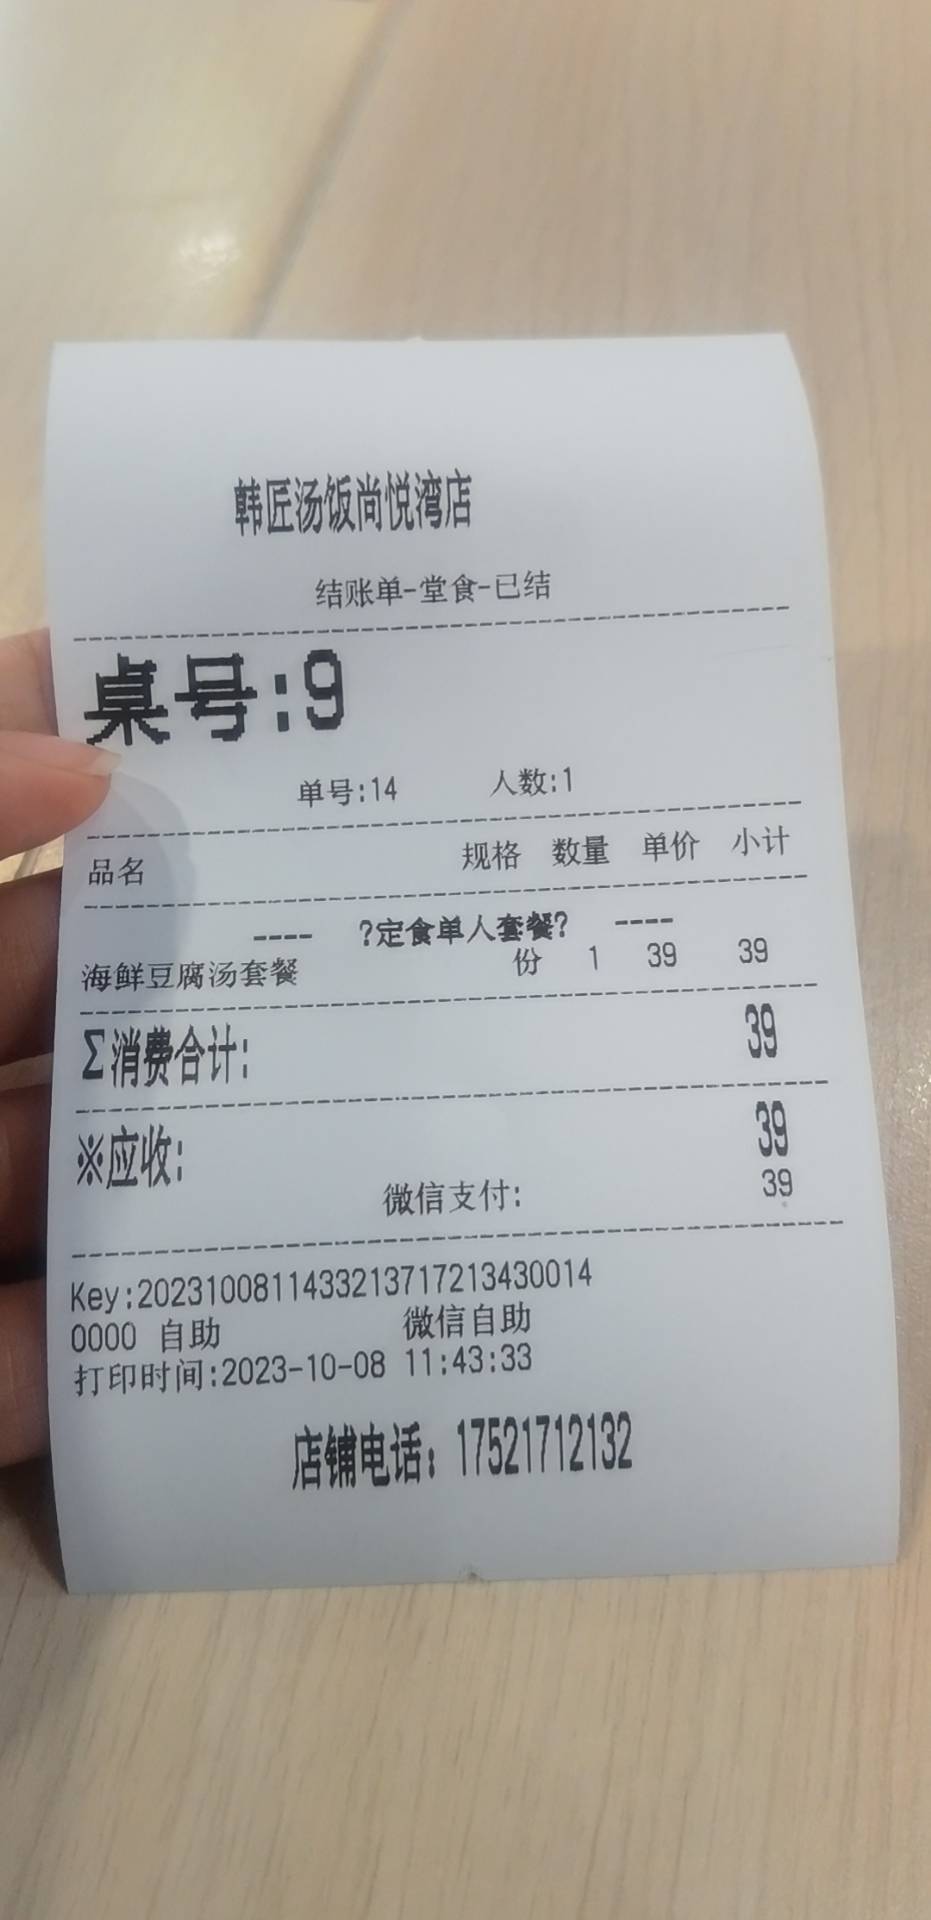 韩匠汤饭尚悦湾店
结账单-堂食-已结
桌号:9
单号:14 人数:1
品名 规格 数量 单价 小计
---- ?定食单人套餐? ----
海鲜豆腐汤套餐 份 1 39 39
Σ消费合计: 39
※应收: 39
微信支付: 39
Key:20231008114332137172​13430014
0000 自助 微信自助
打印时间:2023-10-08 11:43:33
店铺电话：17521712132